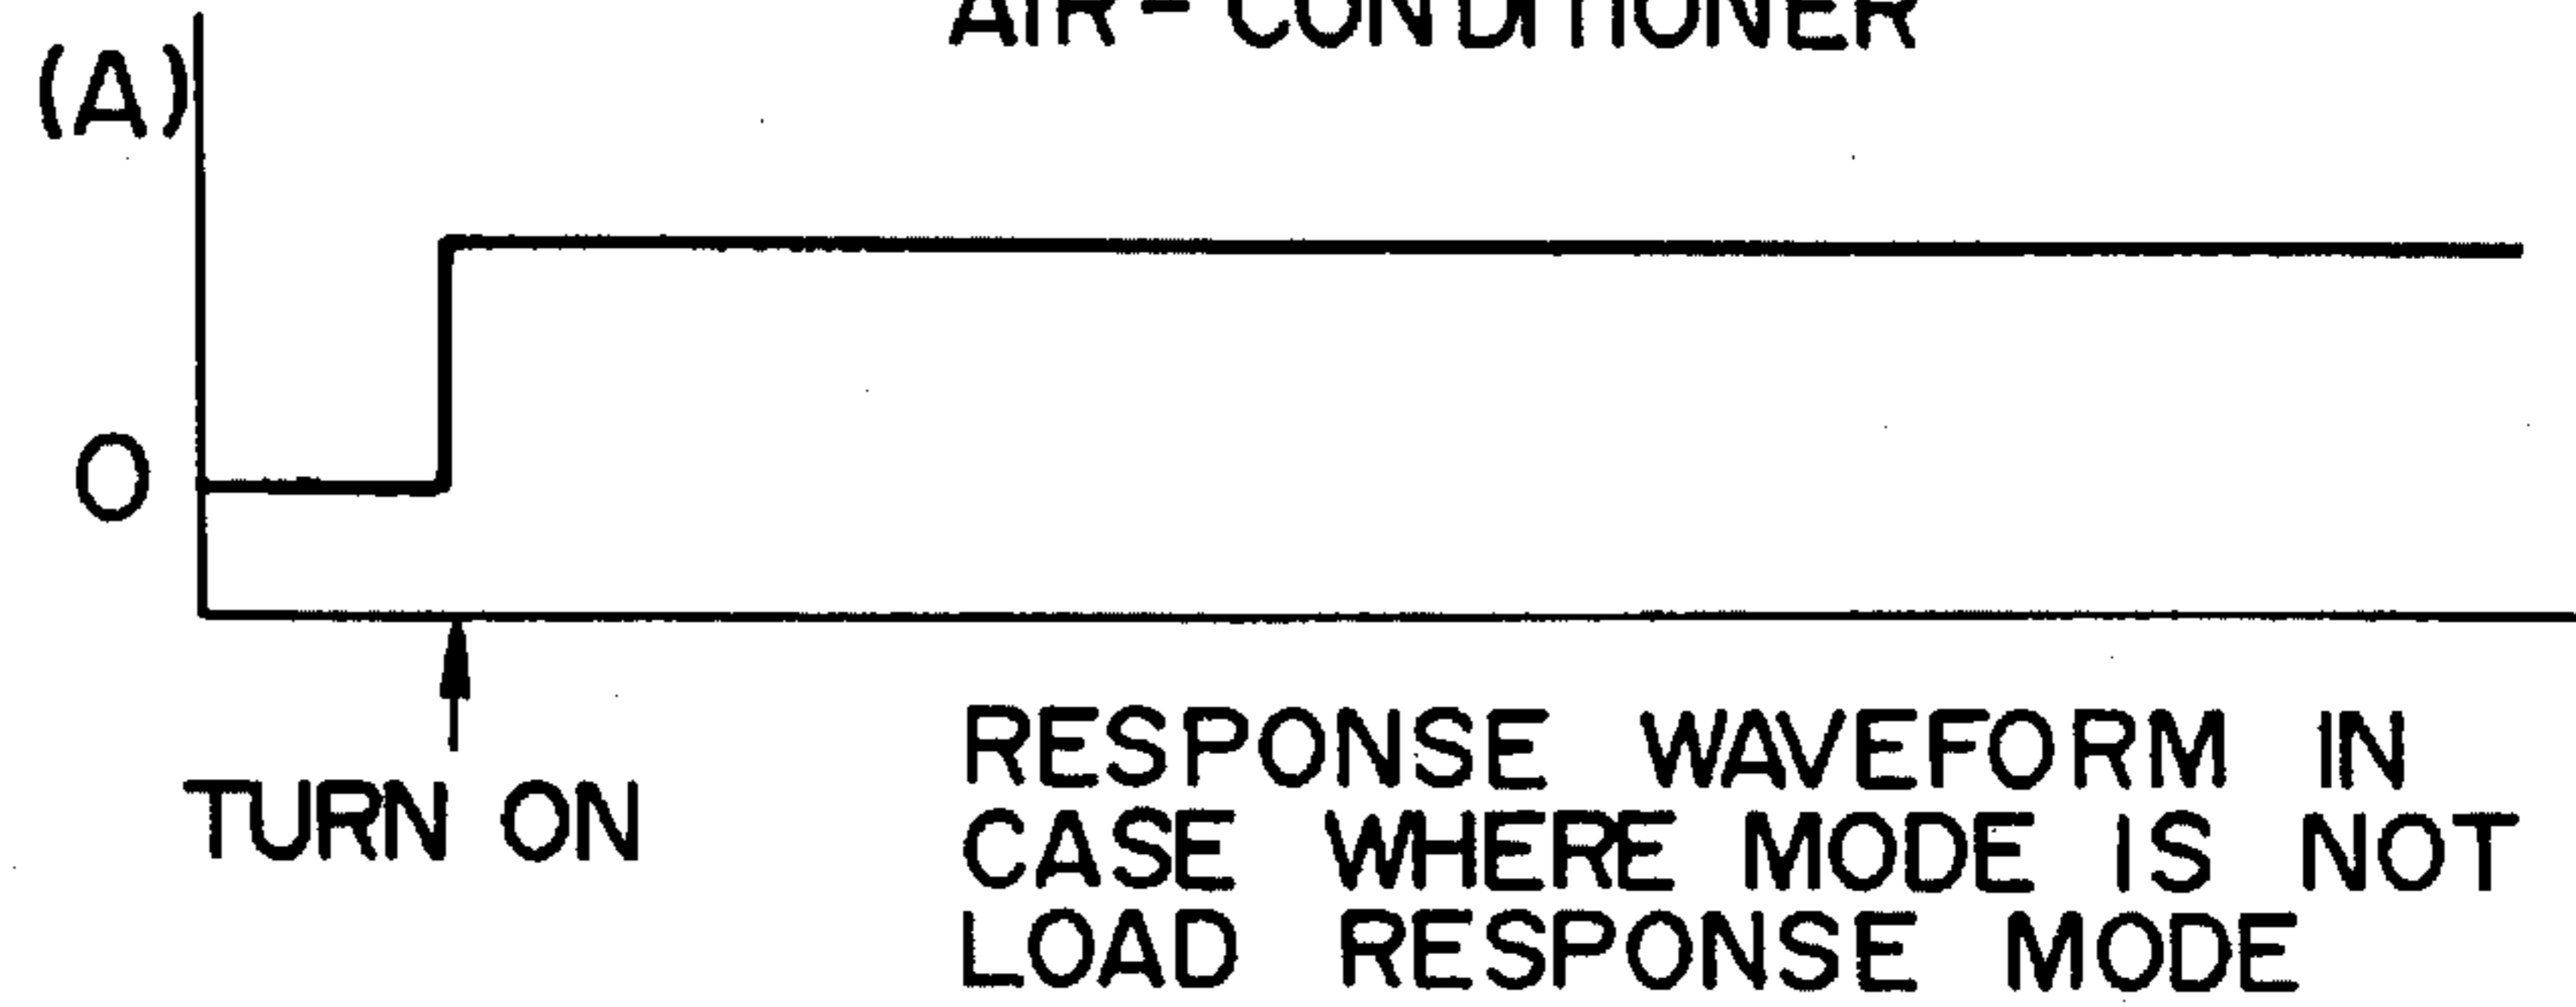 AIR-CONDITIONER
(A)
0
TURN ON
RESPONSE WAVEFORM IN
CASE WHERE MODE IS NOT
LOAD RESPONSE MODE